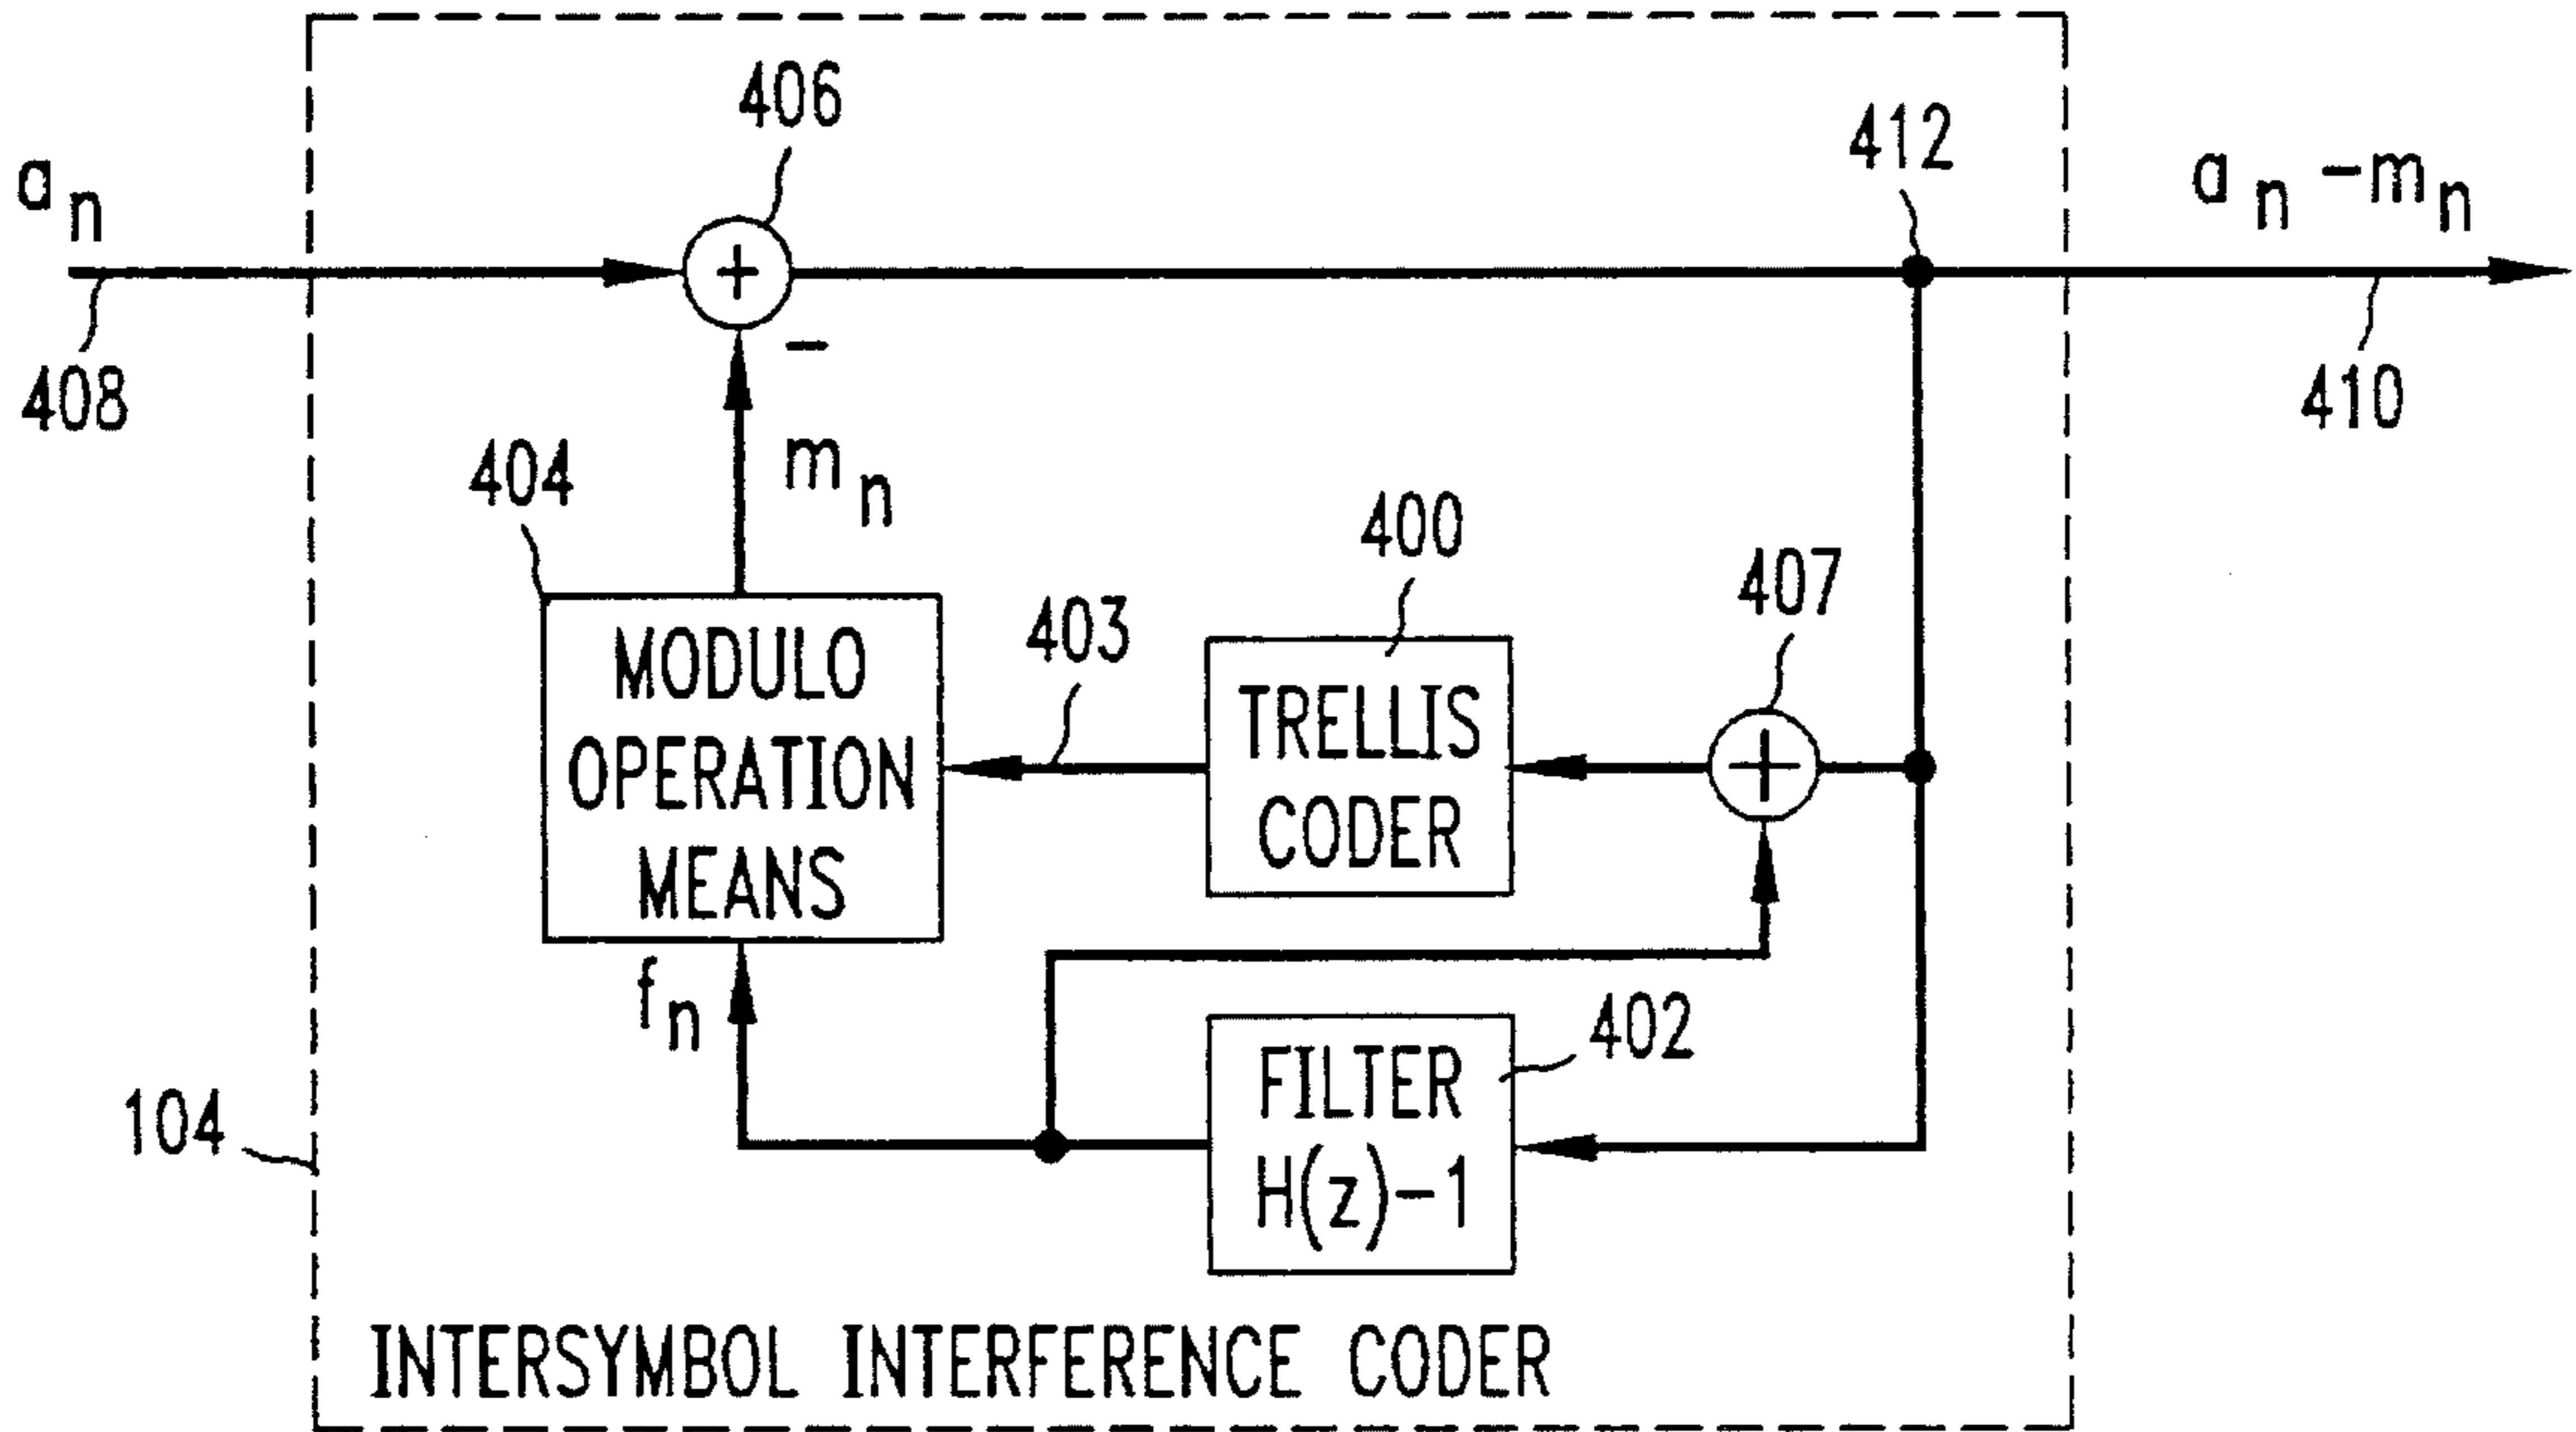 406
412
a n
a n - m n
+
-
408
410
404
m n
400
407
403
MODULO
OPERATION
MEANS
TRELLIS
CODER
+
f n
402
FILTER
H(z)-1
104
INTERSYMBOL INTERFERENCE CODER